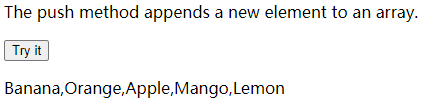 The push method appends a new element to an array.
Try it
Banana,Orange,Apple,Mango,Lemon